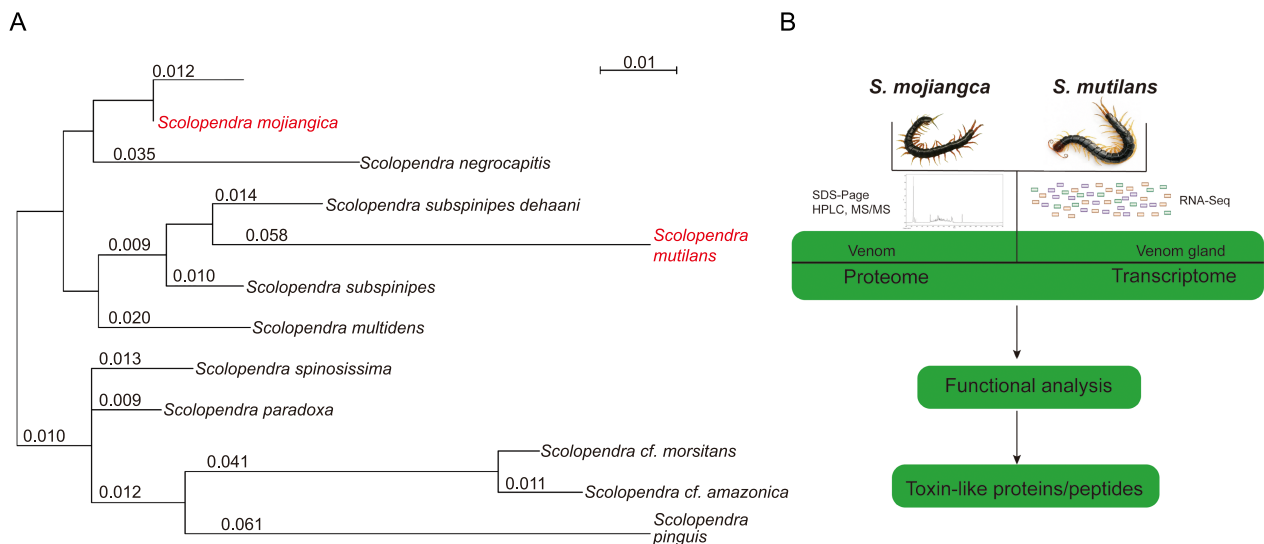 A
0.012
0.01
Scolopendra mojiangica
0.035
Scolopendra negrocapitis
0.014
Scolopendra subspinipes dehaani
0.058
Scolopendra
mutilans
0.009
0.010
Scolopendra subspinipes
0.020
Scolopendra multidens
0.013
Scolopendra spinosissima
0.009
Scolopendra paradoxa
0.010
0.041
Scolopendra cf. morsitans
0.011
Scolopendra cf. amazonica
0.012
0.061
Scolopendra
pinguis
B
S. mojiangca
S. mutilans
SDS-Page
HPLC, MS/MS
RNA-Seq
Venom
Venom gland
Proteome
Transcriptome
Functional analysis
Toxin-like proteins/peptides